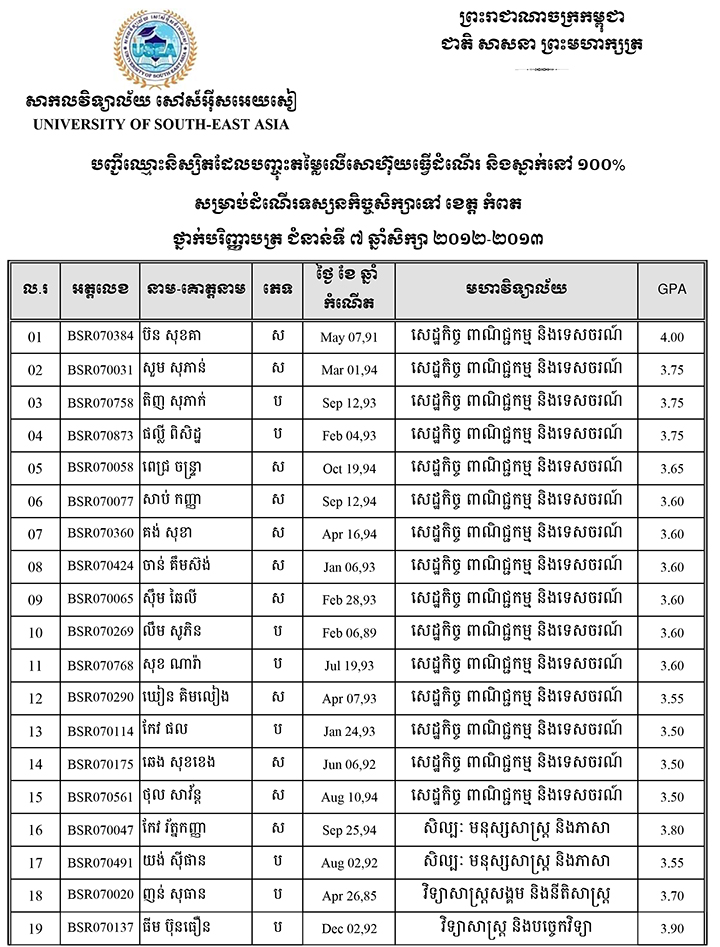 ព្រះរាជាណាចក្រកម្ពុជា
ជាតិ សាសនា ព្រះមហាក្សត្រ
USEA
UNIVERSITY OF SOUTH-EAST ASIA
សាកលវិទ្យាល័យ សៅស៍អ៊ីសអេយសៀ
UNIVERSITY OF SOUTH-EAST ASIA
បញ្ជីឈ្មោះនិស្សិតដែលបញ្ចុះតម្លៃលើសោហ៊ុយធ្វើដំណើរ និងស្នាក់នៅ ១០០%
សម្រាប់ដំណើរទស្សនកិច្ចសិក្សាទៅ ខេត្ត កំពត
ថ្នាក់បរិញ្ញាបត្រ ជំនាន់ទី ៧ ឆ្នាំសិក្សា ២០១២-២០១៣
ល.រ អត្តលេខ នាម-គោត្តនាម ភេទ ថ្ងៃ ខែ ឆ្នាំ កំណើត មហាវិទ្យាល័យ GPA
01 BSR070384 ប៊ន សុខគា ស May 07,91 សេដ្ឋកិច្ច ពាណិជ្ជកម្ម និងទេសចរណ៍ 4.00
02 BSR070031 សួម សុភាន់ ស Mar 01,94 សេដ្ឋកិច្ច ពាណិជ្ជកម្ម និងទេសចរណ៍ 3.75
03 BSR070758 តិញ សុភាក់ ប Sep 12,93 សេដ្ឋកិច្ច ពាណិជ្ជកម្ម និងទេសចរណ៍ 3.75
04 BSR070873 ផល្លី ពិសិដ្ឋ ប Feb 04,93 សេដ្ឋកិច្ច ពាណិជ្ជកម្ម និងទេសចរណ៍ 3.75
05 BSR070058 ពេជ្រ ចន្ទ្រា ស Oct 19,94 សេដ្ឋកិច្ច ពាណិជ្ជកម្ម និងទេសចរណ៍ 3.65
06 BSR070077 សាប់ កញ្ញា ស Sep 12,94 សេដ្ឋកិច្ច ពាណិជ្ជកម្ម និងទេសចរណ៍ 3.60
07 BSR070360 គង់ សុខា ស Apr 16,94 សេដ្ឋកិច្ច ពាណិជ្ជកម្ម និងទេសចរណ៍ 3.60
08 BSR070424 ចាន់ គឹមស៊ង់ ស Jan 06,93 សេដ្ឋកិច្ច ពាណិជ្ជកម្ម និងទេសចរណ៍ 3.60
09 BSR070065 ស៊ឹម ឆៃលី ស Feb 28,93 សេដ្ឋកិច្ច ពាណិជ្ជកម្ម និងទេសចរណ៍ 3.60
10 BSR070269 លឹម សូភិន ប Feb 06,89 សេដ្ឋកិច្ច ពាណិជ្ជកម្ម និងទេសចរណ៍ 3.60
11 BSR070768 សុខ ណារ៉ា ប Jul 19,93 សេដ្ឋកិច្ច ពាណិជ្ជកម្ម និងទេសចរណ៍ 3.60
12 BSR070290 ឃៀន គិមលៀង ស Apr 07,93 សេដ្ឋកិច្ច ពាណិជ្ជកម្ម និងទេសចរណ៍ 3.55
13 BSR070114 កែវ ផល ប Jan 24,93 សេដ្ឋកិច្ច ពាណិជ្ជកម្ម និងទេសចរណ៍ 3.50
14 BSR070175 ឆេង សុខខេង ស Jun 06,92 សេដ្ឋកិច្ច ពាណិជ្ជកម្ម និងទេសចរណ៍ 3.50
15 BSR070561 ថុល សាវ័ន្ត ស Aug 10,94 សេដ្ឋកិច្ច ពាណិជ្ជកម្ម និងទេសចរណ៍ 3.50
16 BSR070047 កែវ រ័ត្នកញ្ញា ស Sep 25,94 សិល្បៈ មនុស្សសាស្ត្រ និងភាសា 3.80
17 BSR070491 យង់ ស៊ីផាន ប Aug 02,92 សិល្បៈ មនុស្សសាស្ត្រ និងភាសា 3.55
18 BSR070020 ញន់ សុធាន ប Apr 26,85 វិទ្យាសាស្ត្រសង្គម និងនីតិសាស្ត្រ 3.70
19 BSR070137 ធីម ប៊ុនធឿន ប Dec 02,92 វិទ្យាសាស្ត្រ និងបច្ចេកវិទ្យា 3.90